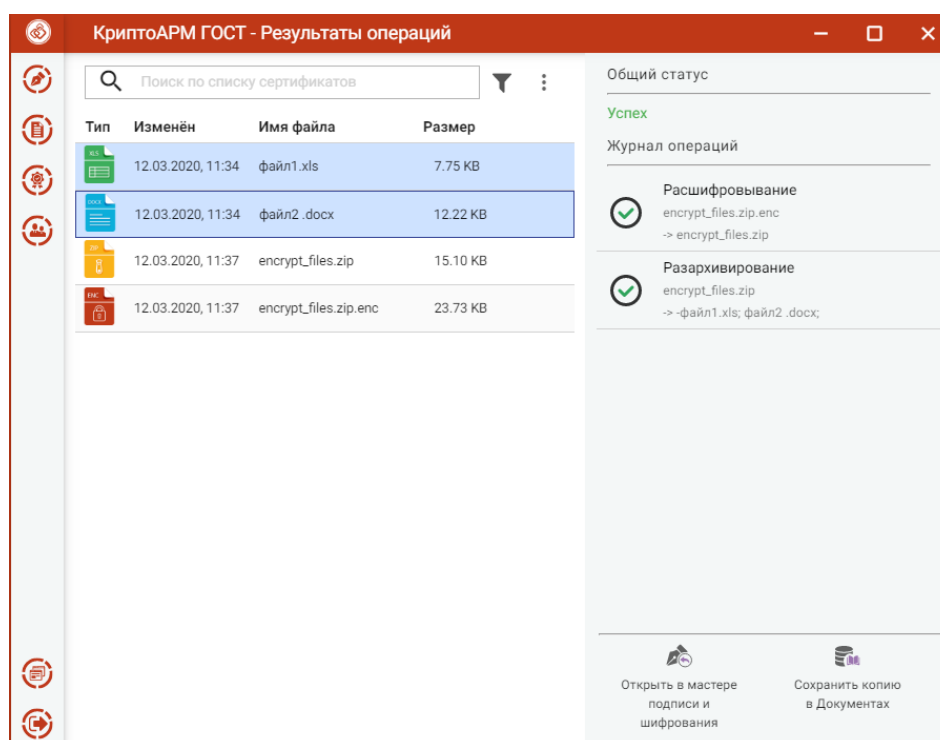 КриптоАРМ ГОСТ - Результаты операций
Поиск по списку сертификатов
Тип Изменён Имя файла Размер
XLS 12.03.2020, 11:34 файл1.xls 7.75 KB
DOCX 12.03.2020, 11:34 файл2 .docx 12.22 KB
ZIP 12.03.2020, 11:37 encrypt_files.zip 15.10 KB
ENC 12.03.2020, 11:37 encrypt_files.zip.enc 23.73 KB
Общий статус
Успех
Журнал операций
Расшифровывание
encrypt_files.zip.enc
-> encrypt_files.zip
Разархивирование
encrypt_files.zip
-> -файл1.xls; файл2 .docx;
Открыть в мастере
подписи и
шифрования
Сохранить копию
в Документах